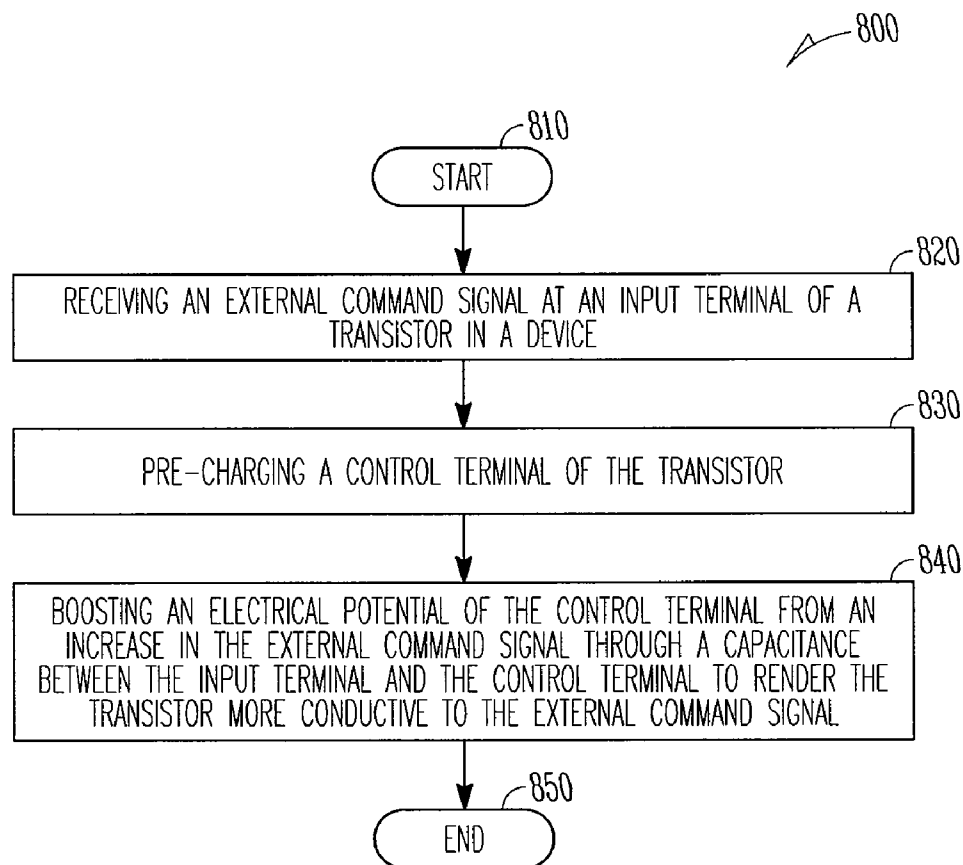 800
810
START
820
RECEIVING AN EXTERNAL COMMAND SIGNAL AT AN INPUT TERMINAL OF A
TRANSISTOR IN A DEVICE
830
PRE-CHARGING A CONTROL TERMINAL OF THE TRANSISTOR
840
BOOSTING AN ELECTRICAL POTENTIAL OF THE CONTROL TERMINAL FROM AN
INCREASE IN THE EXTERNAL COMMAND SIGNAL THROUGH A CAPACITANCE
BETWEEN THE INPUT TERMINAL AND THE CONTROL TERMINAL TO RENDER THE
TRANSISTOR MORE CONDUCTIVE TO THE EXTERNAL COMMAND SIGNAL
850
END